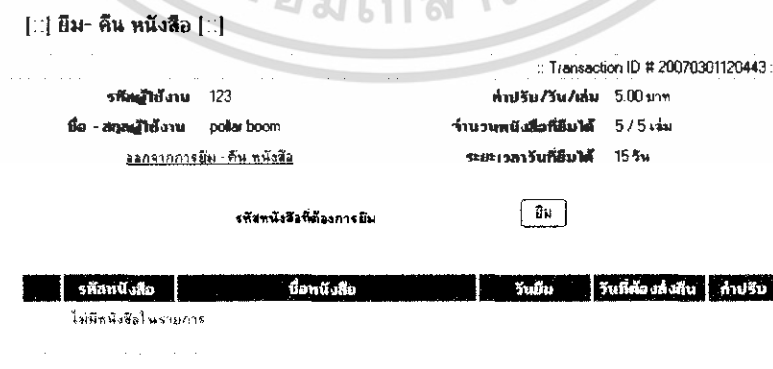 [::] ยืม- คืน หนังสือ [::]
:: Transaction ID # 20070301120443 :
รหัสผู้ใช้งาน 123 ค่าปรับ/วัน/เล่ม 5.00 บาท
ชื่อ - สกุลผู้ใช้งาน pollar boom จำนวนหนังสือที่ยืมได้ 5 / 5 เล่ม
ออกจากการยืม - คืน หนังสือ ระยะเวลาวันที่ยืมได้ 15 วัน
รหัสหนังสือที่ต้องการยืม ยืม
รหัสหนังสือ ชื่อหนังสือ วันยืม วันที่ต้องส่งคืน ค่าปรับ
ไม่มีหนังสือในรายการ